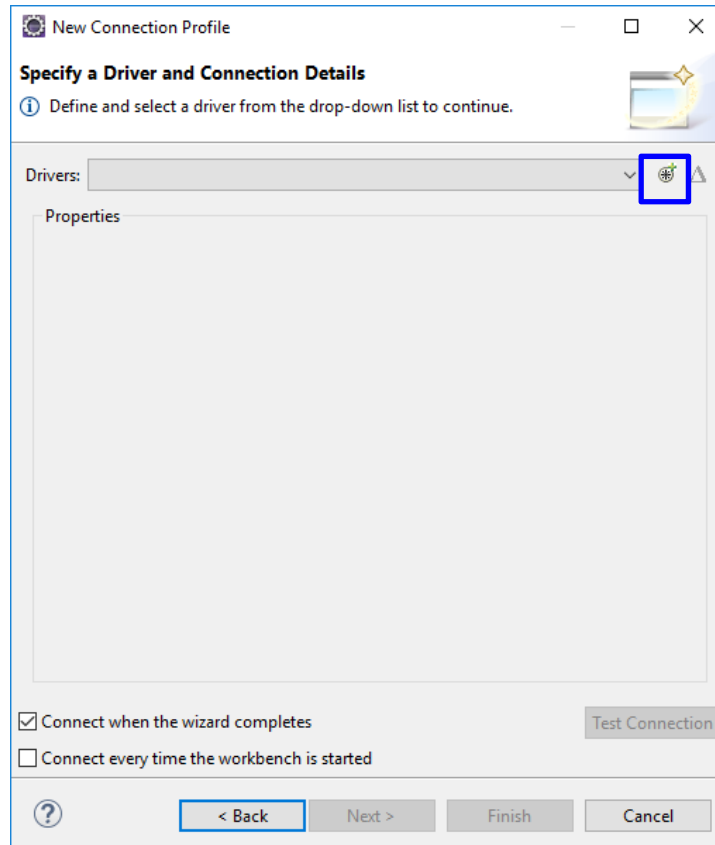 New Connection Profile
Specify a Driver and Connection Details
Define and select a driver from the drop-down list to continue.
Drivers:
Properties
Connect when the wizard completes
Test Connection
Connect every time the workbench is started
< Back
Next >
Finish
Cancel